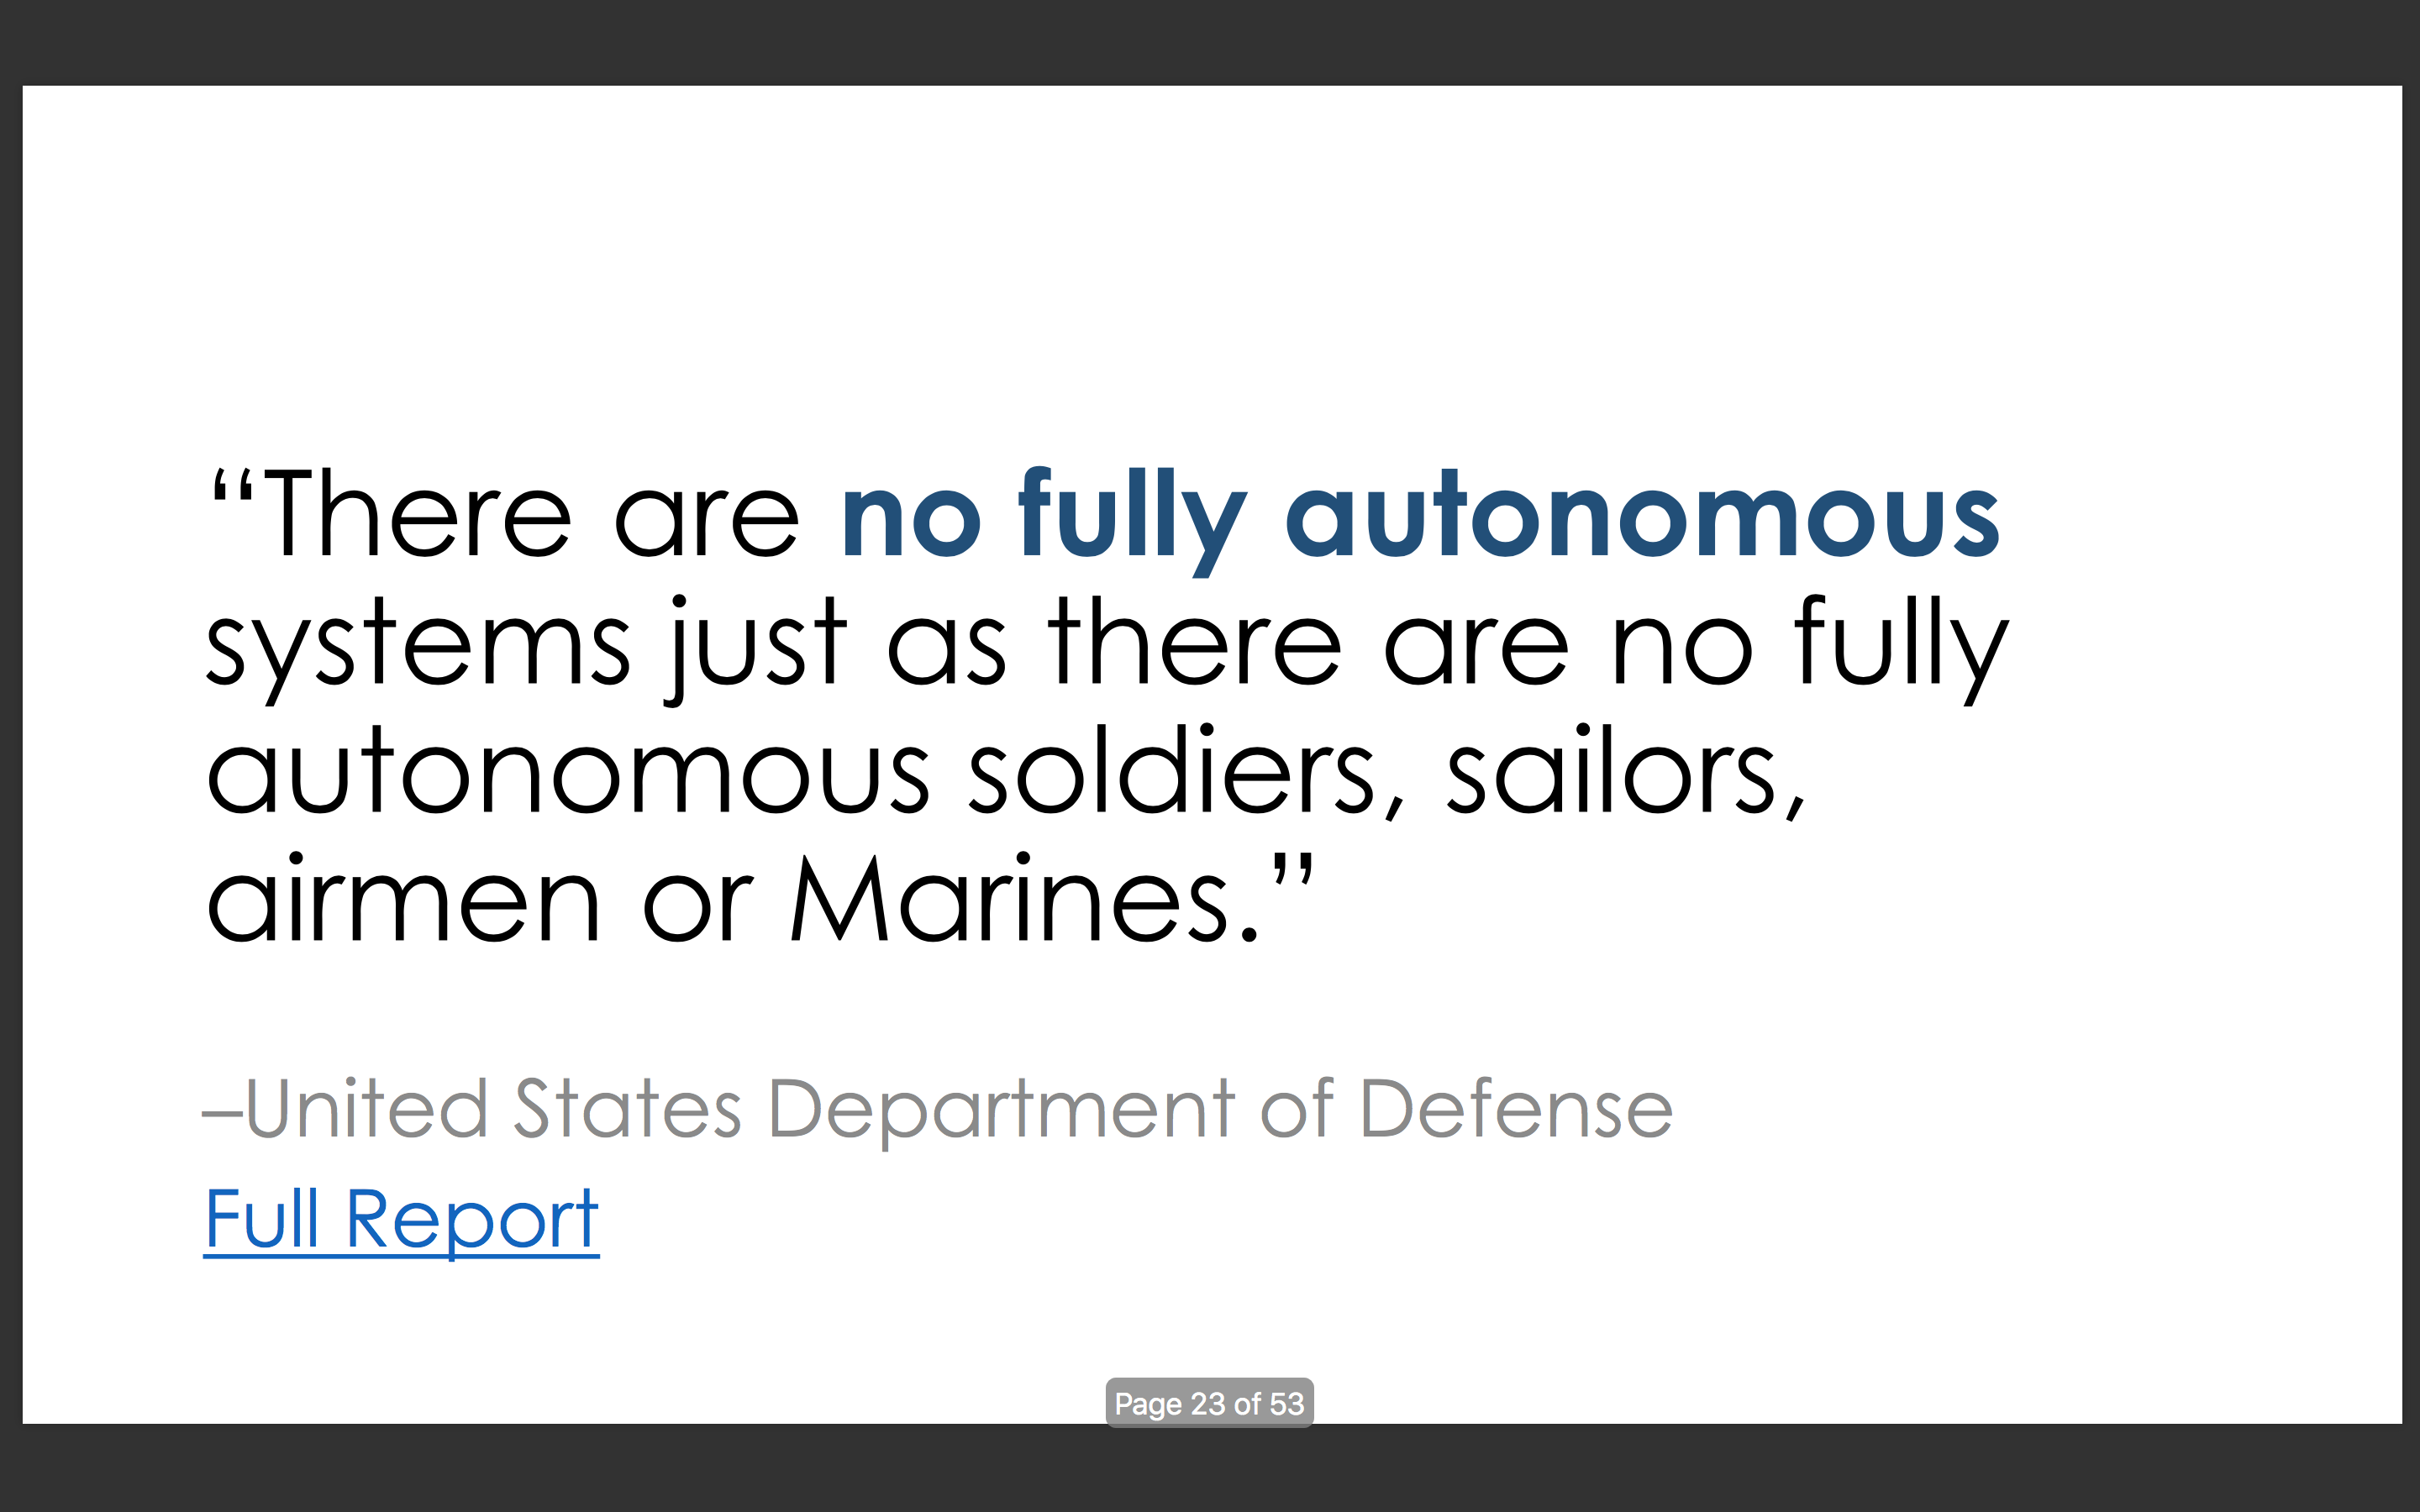 “There are no fully autonomous
systems just as there are no fully
autonomous soldiers, sailors,
airmen or Marines.”
–United States Department of Defense
Full Report
Page 23 of 53